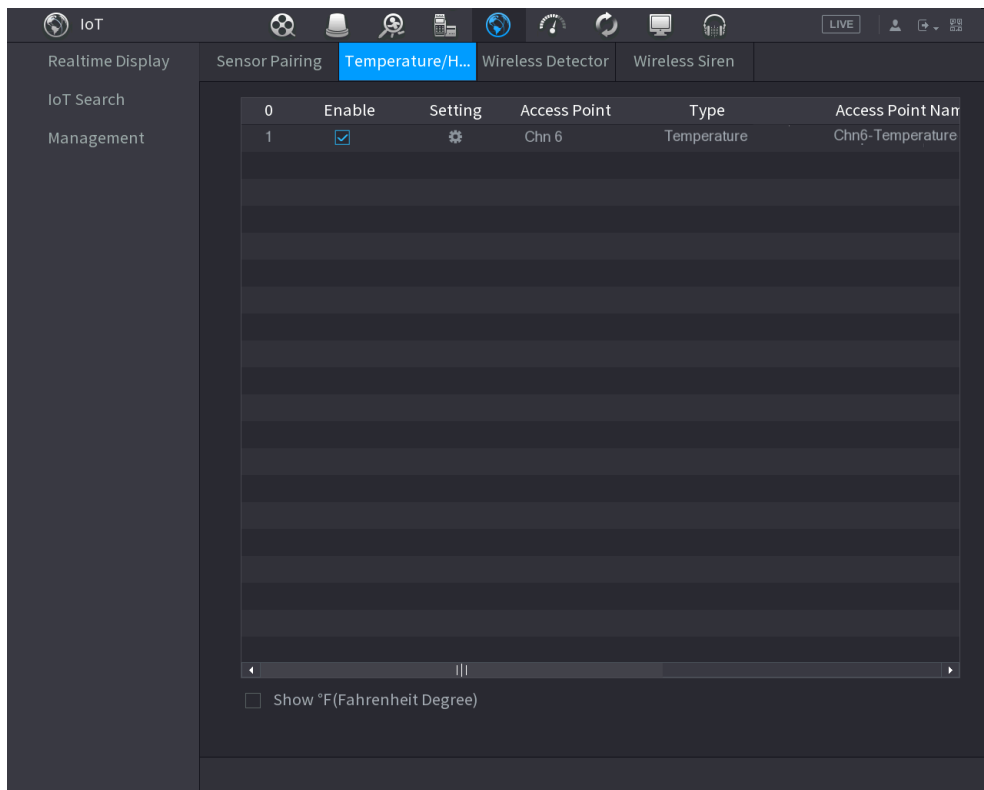 IoT
LIVE
Realtime Display
IoT Search
Management
Sensor Pairing
Temperature/H...
Wireless Detector
Wireless Siren
0 Enable Setting Access Point Type Access Point Nam
1 Chn 6 Temperature Chn6-Temperature
Show °F(Fahrenheit Degree)